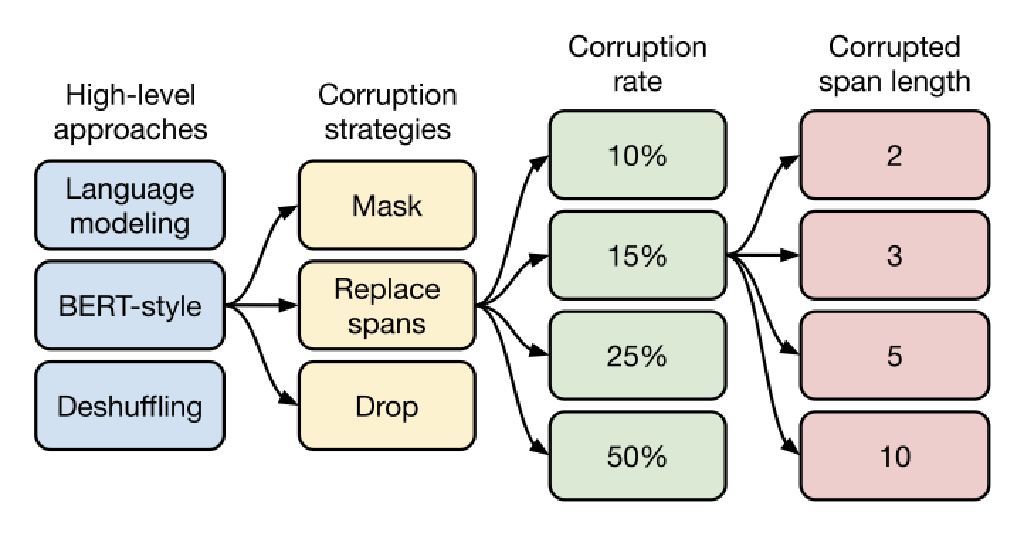 High-level
approaches
Language
modeling
BERT-style
Deshuffling
Corruption
strategies
Mask
Replace
spans
Drop
Corruption
rate
10%
15%
25%
50%
Corrupted
span length
2
3
5
10